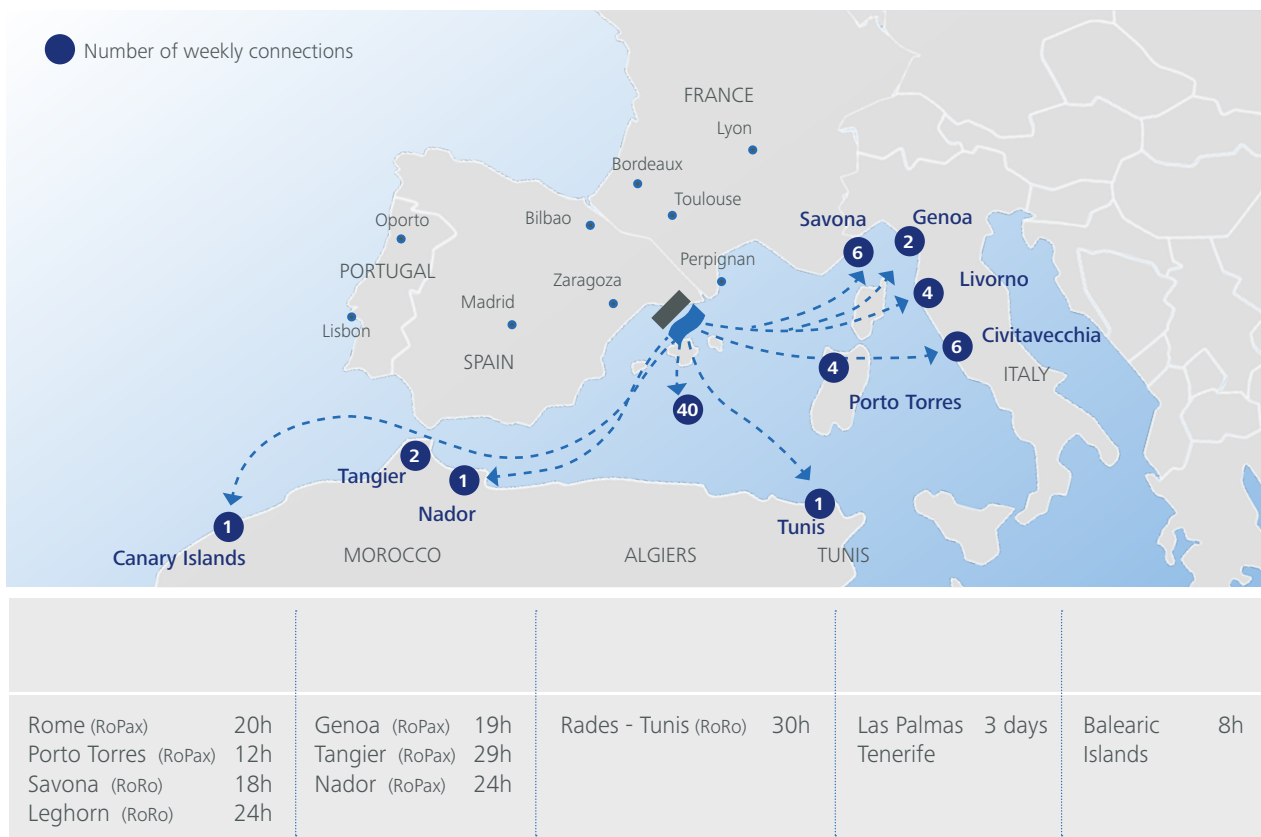 Number of weekly connections
FRANCE
Lyon
Bordeaux
Toulouse
Savona
Genoa
Oporto
Bilbao
2
6
Perpignan
PORTUGAL
Zaragoza
Livorno
4
Madrid
Lisbon
Civitavecchia
6
SPAIN
4
ITALY
Porto Torres
40
2
Tangier
1
Nador
1
Tunis
1
Canary Islands
MOROCCO
ALGIERS
TUNIS
Rome (RoPax) 20h
Porto Torres (RoPax) 12h
Savona (RoRo) 18h
Leghorn (RoRo) 24h
Genoa (RoPax) 19h
Tangier (RoPax) 29h
Nador (RoPax) 24h
Rades - Tunis (RoRo) 30h
Las Palmas 3 days
Tenerife
Balearic 8h
Islands